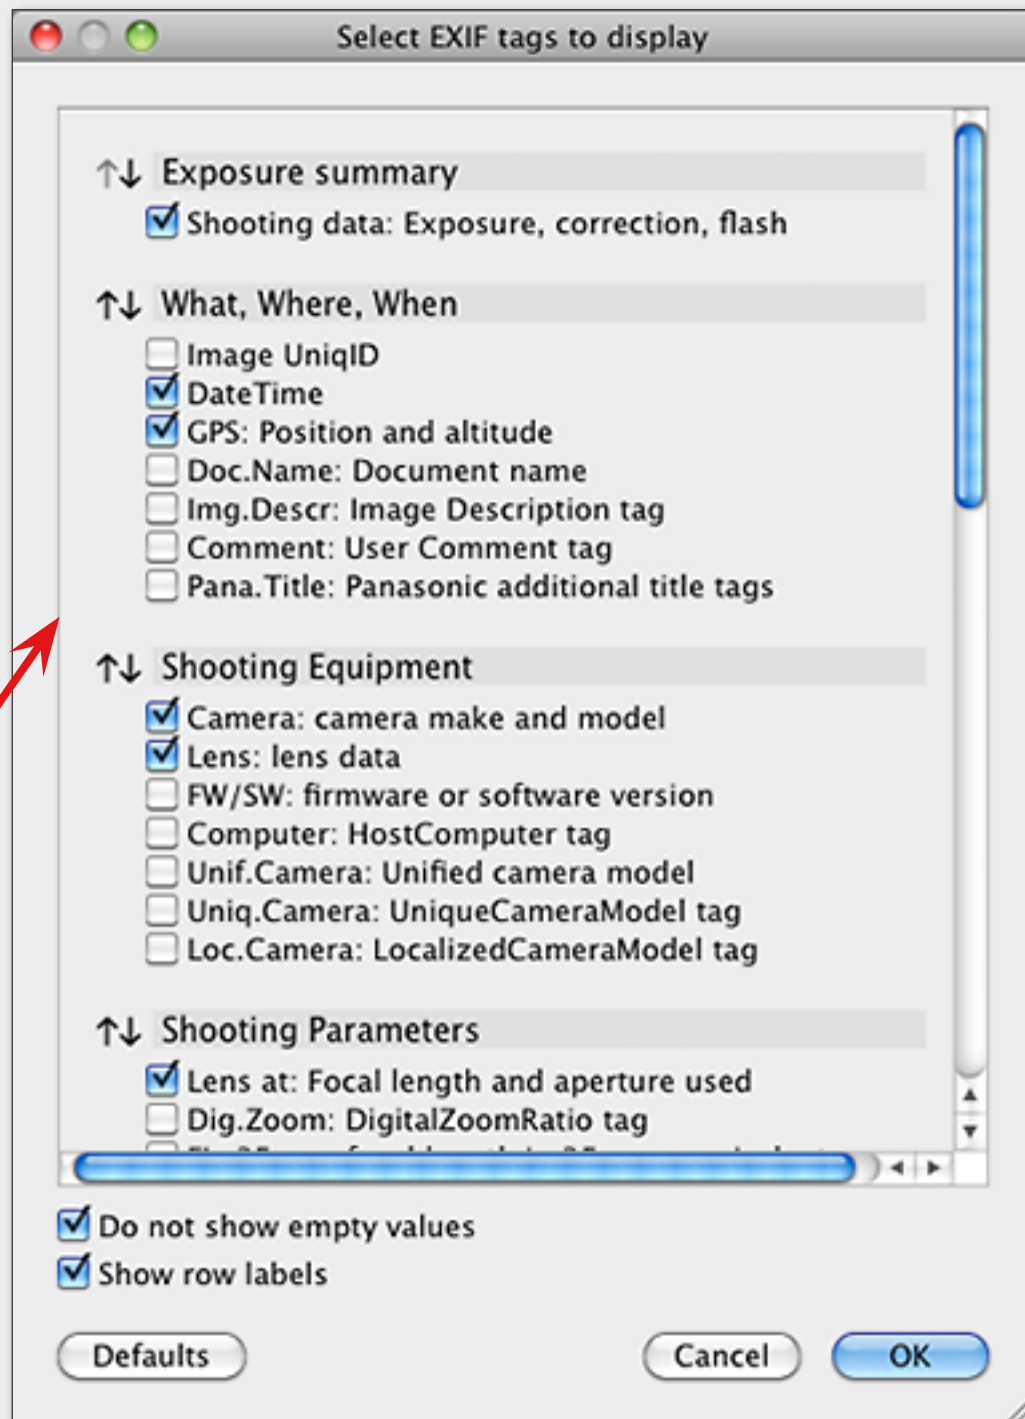 Select EXIF tags to display
Exposure summary
Shooting data: Exposure, correction, flash
What, Where, When
Image UniqID
DateTime
GPS: Position and altitude
Doc.Name: Document name
Img.Descr: Image Description tag
Comment: User Comment tag
Pana.Title: Panasonic additional title tags
Shooting Equipment
Camera: camera make and model
Lens: lens data
FW/SW: firmware or software version
Computer: HostComputer tag
Unif.Camera: Unified camera model
Uniq.Camera: UniqueCameraModel tag
Loc.Camera: LocalizedCameraModel tag
Shooting Parameters
Lens at: Focal length and aperture used
Dig.Zoom: DigitalZoomRatio tag
Do not show empty values
Show row labels
Defaults
Cancel
OK